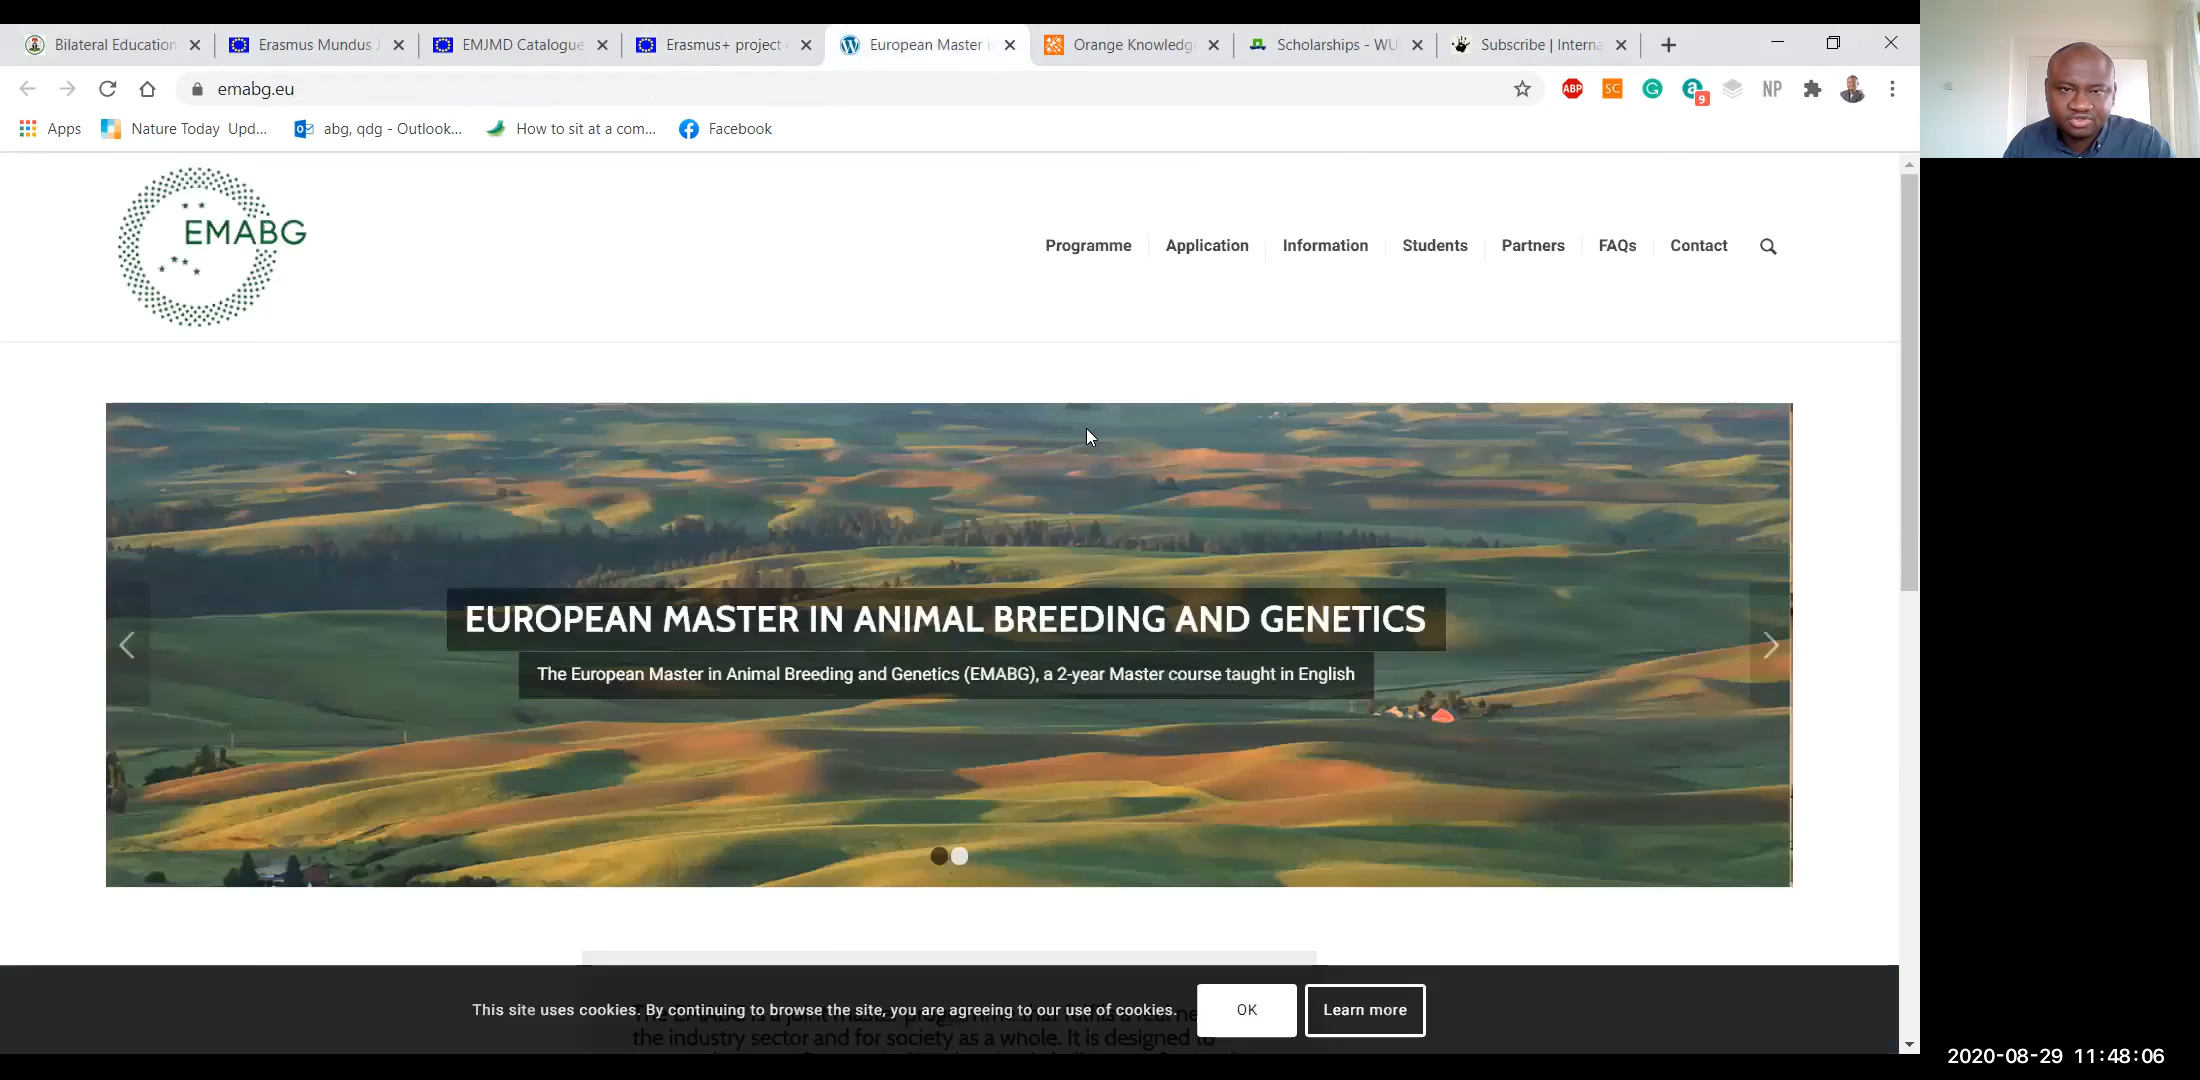 Bilateral Education
Erasmus Mundus J
EMJMD Catalogue
Erasmus+ project
European Master
Orange Knowledg
Scholarships - WU
Subscribe | Interna
emabg.eu
ABP
SC
9
NP
Apps
Nature Today Upd...
abg, qdg - Outlook...
How to sit at a com...
Facebook
EMABG
Programme
Application
Information
Students
Partners
FAQs
Contact
EUROPEAN MASTER IN ANIMAL BREEDING AND GENETICS
The European Master in Animal Breeding and Genetics (EMABG), a 2-year Master course taught in English
This site uses cookies. By continuing to browse the site, you are agreeing to our use of cookies.
OK
Learn more
the industry sector and for society as a whole. It is designed to
2020-08-29 11:48:06